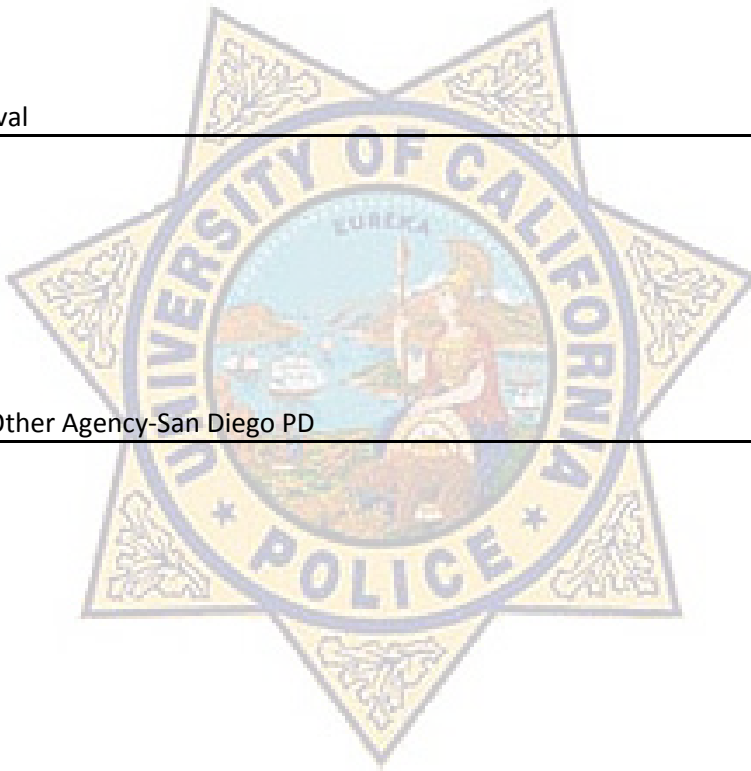 val
UNIVERSITY OF CALIFORNIA
EUREKA
Other Agency-San Diego PD
* POLICE *